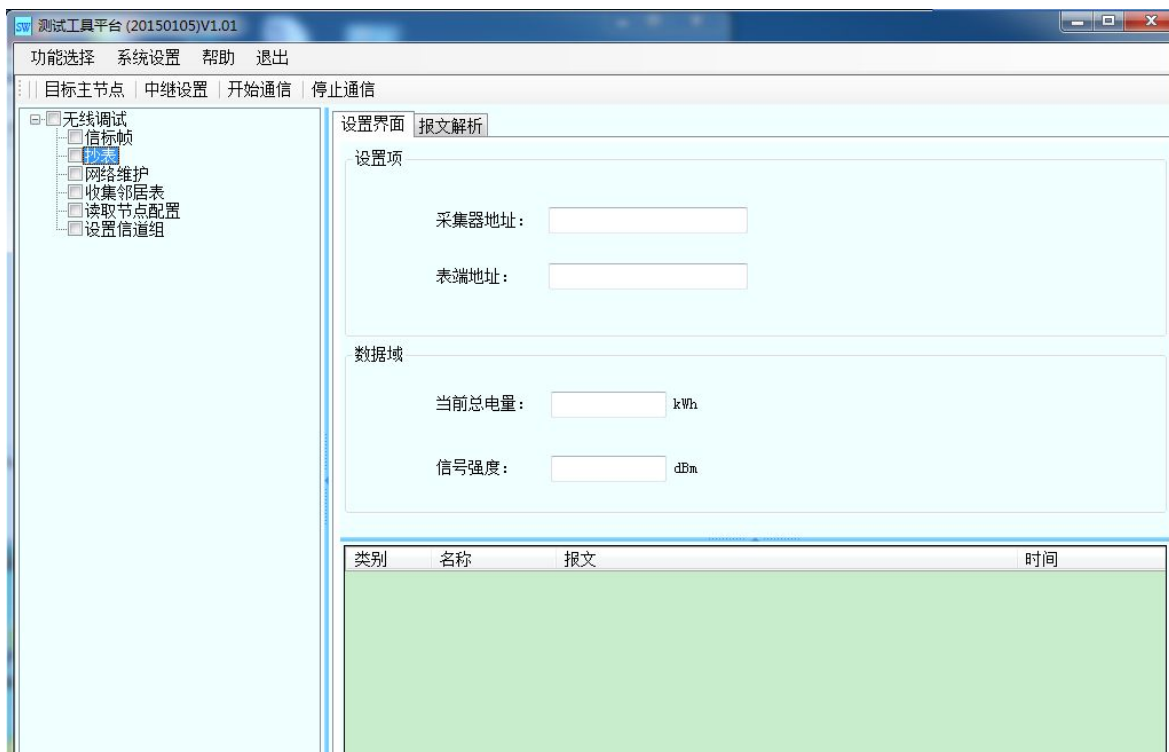 SW 测试工具平台 (20150105)V1.01
功能选择 系统设置 帮助 退出
目标主节点 中继设置 开始通信 停止通信
无线调试
信标帧
抄表
网络维护
收集邻居表
读取节点配置
设置信道组
设置界面 报文解析
设置项
采集器地址：
表端地址：
数据域
当前总电量： kWh
信号强度： dBm
类别 名称 报文 时间